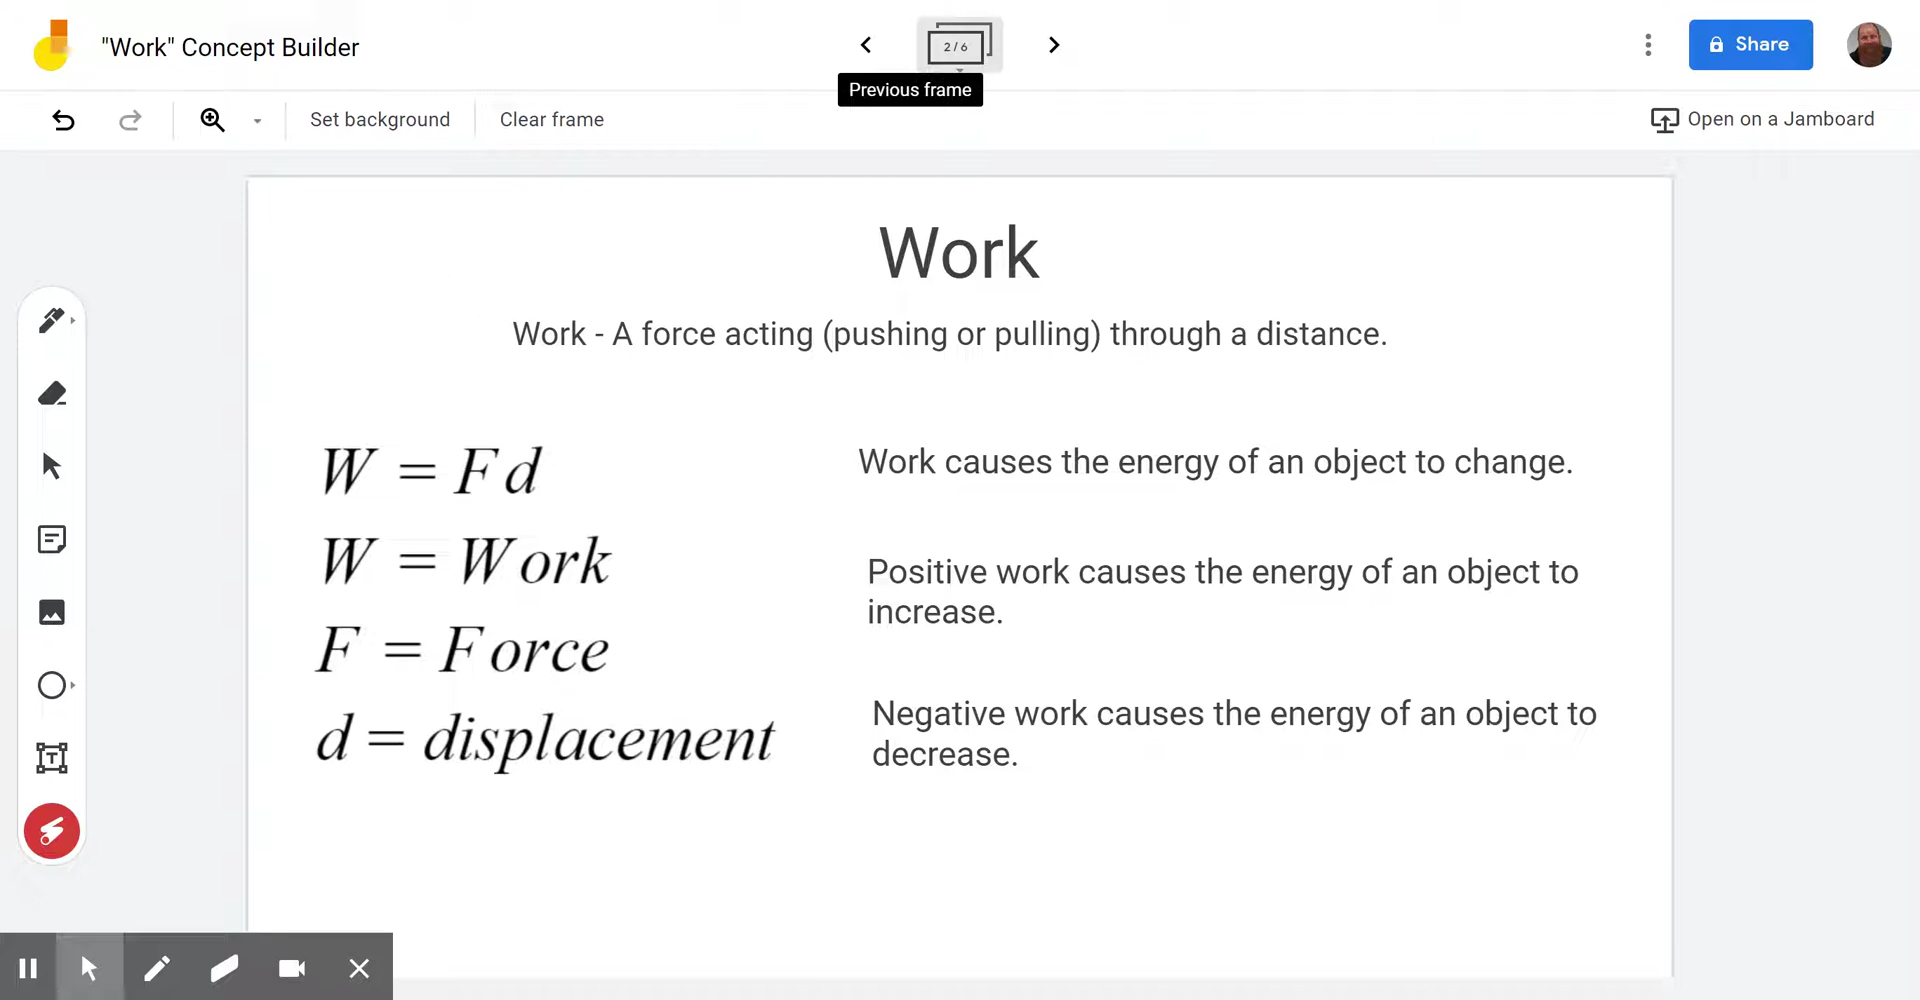 "Work" Concept Builder
2 / 6
Share
Previous frame
Set background
Clear frame
Open on a Jamboard
Work
Work - A force acting (pushing or pulling) through a distance.
W = Fd
W = Work
F = Force
d = displacement
Work causes the energy of an object to change.
Positive work causes the energy of an object to
increase.
Negative work causes the energy of an object to
decrease.